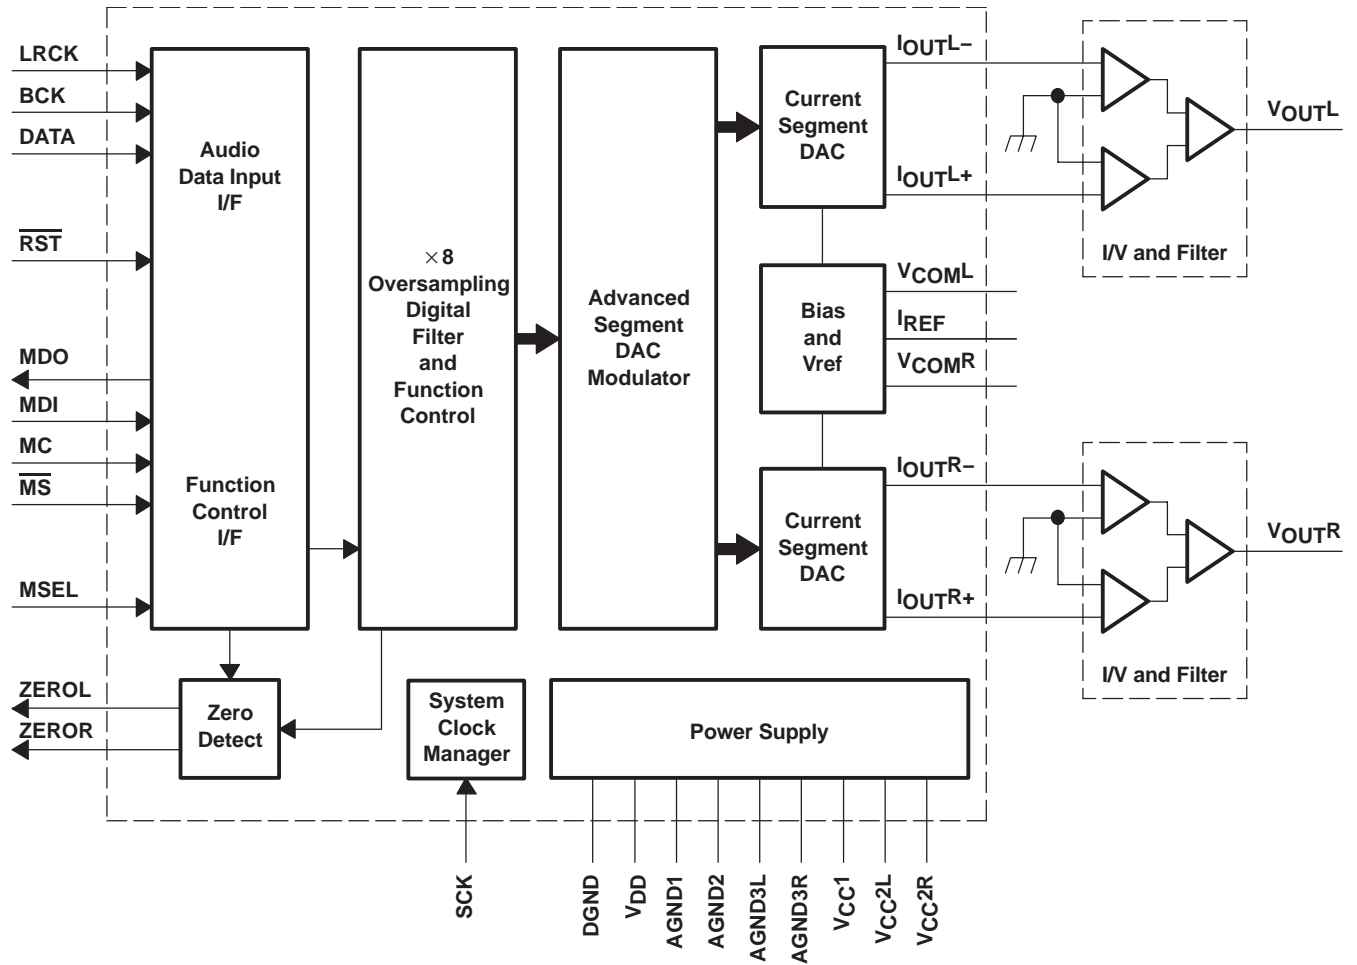 LRCK
BCK
DATA
RST
MDO
MDI
MC
MS
MSEL
ZEROL
ZEROR
Audio
Data Input
I/F
Function
Control
I/F
×8
Oversampling
Digital
Filter
and
Function
Control
Advanced
Segment
DAC
Modulator
Current
Segment
DAC
Bias
and
Vref
Current
Segment
DAC
IOUTL–
IOUTL+
VCOML
IREF
VCOMR
IOUTR–
IOUTR+
I/V and Filter
VOUTL
I/V and Filter
VOUTR
Zero
Detect
System
Clock
Manager
Power Supply
SCK
DGND
VDD
AGND1
AGND2
AGND3L
AGND3R
VCC1
VCC2L
VCC2R